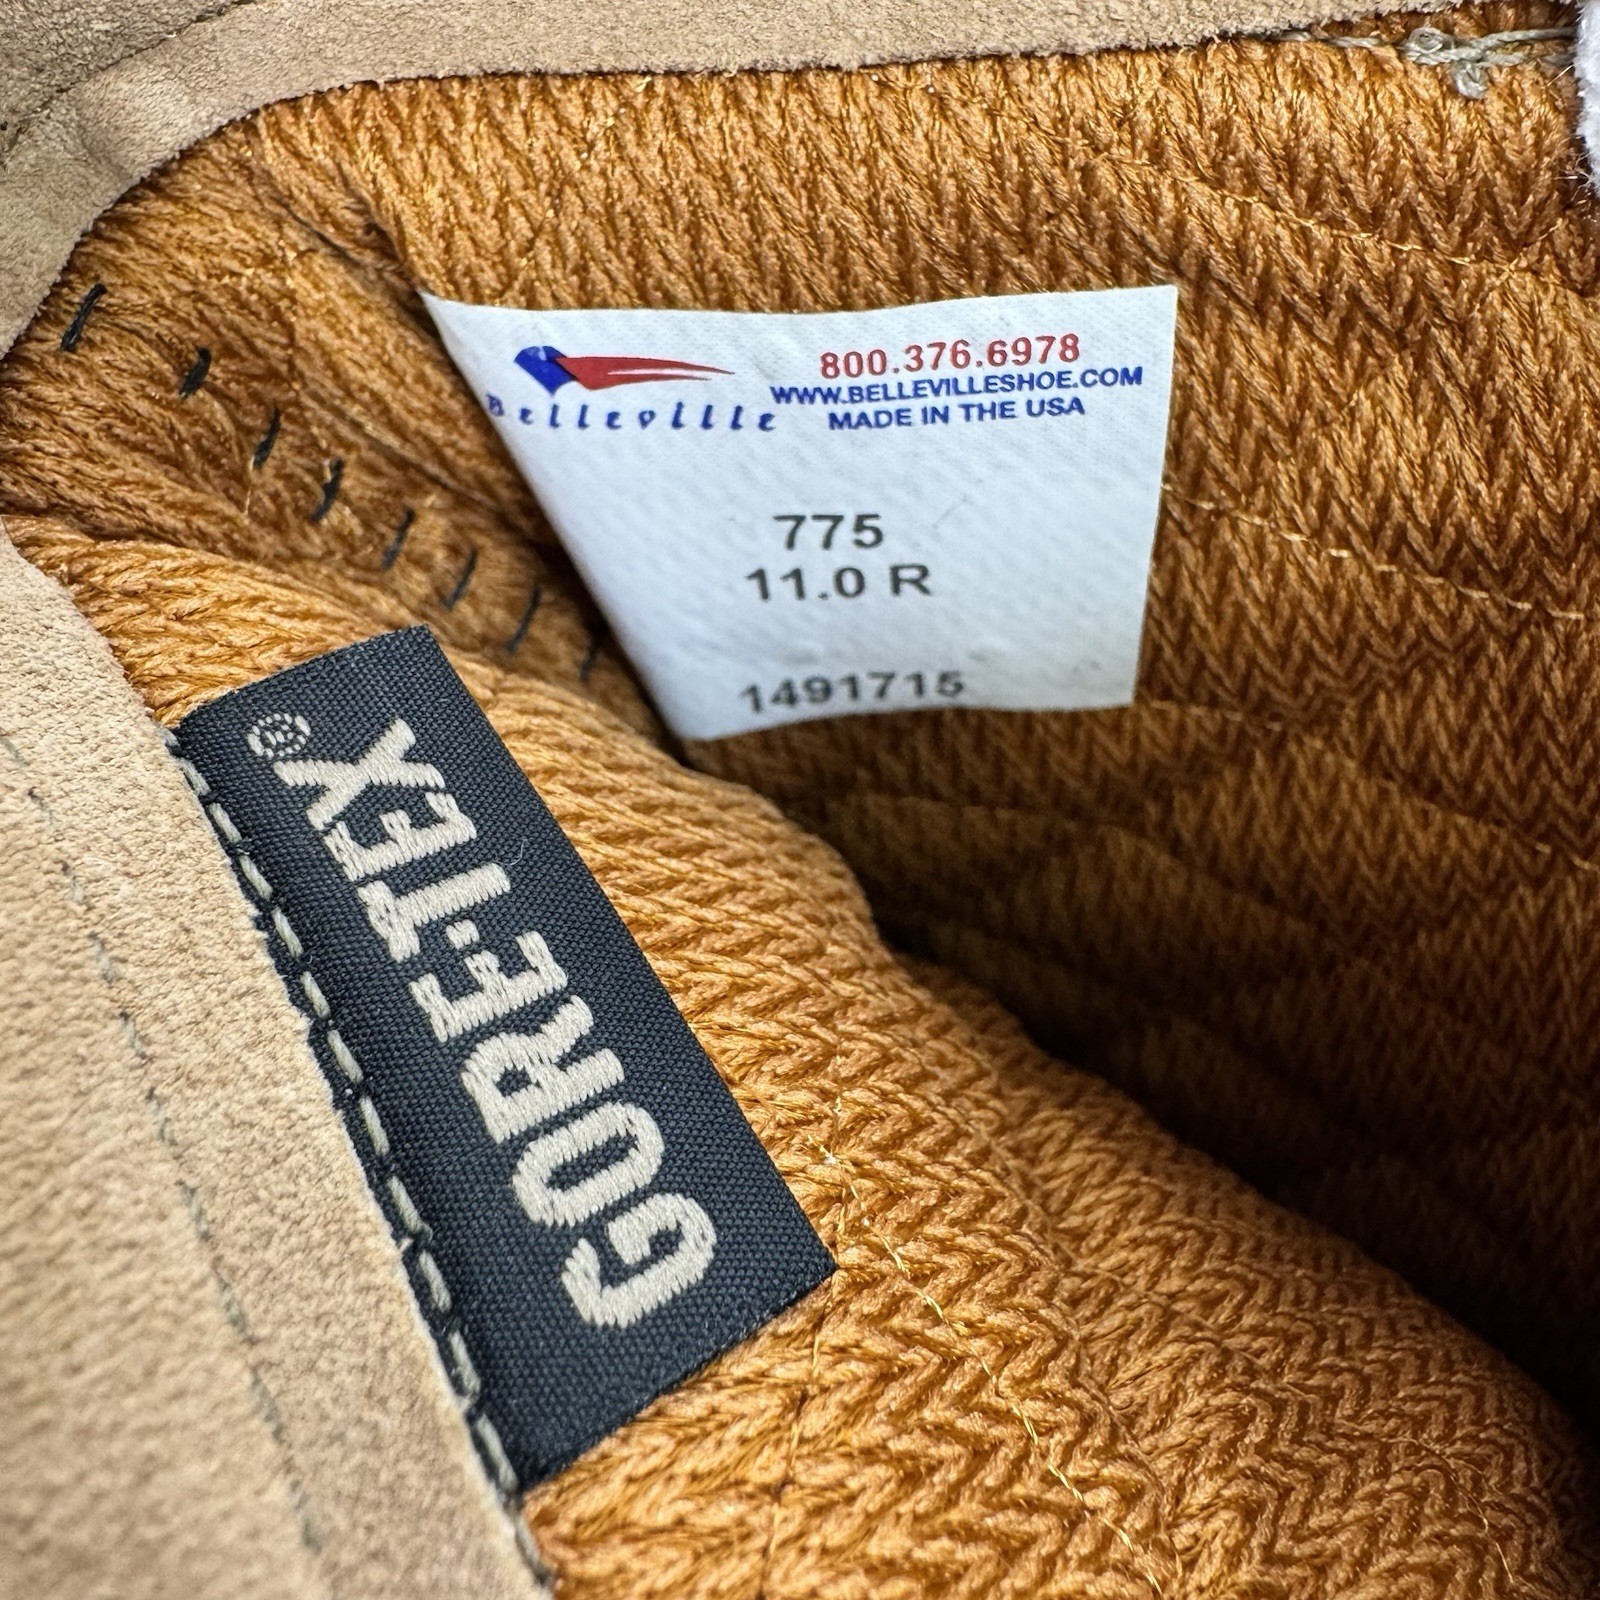 Belleville
800.376.6978
WWW.BELLEVILLESHOE.COM
MADE IN THE USA
775
11.0 R
1491715
GORE-TEX®